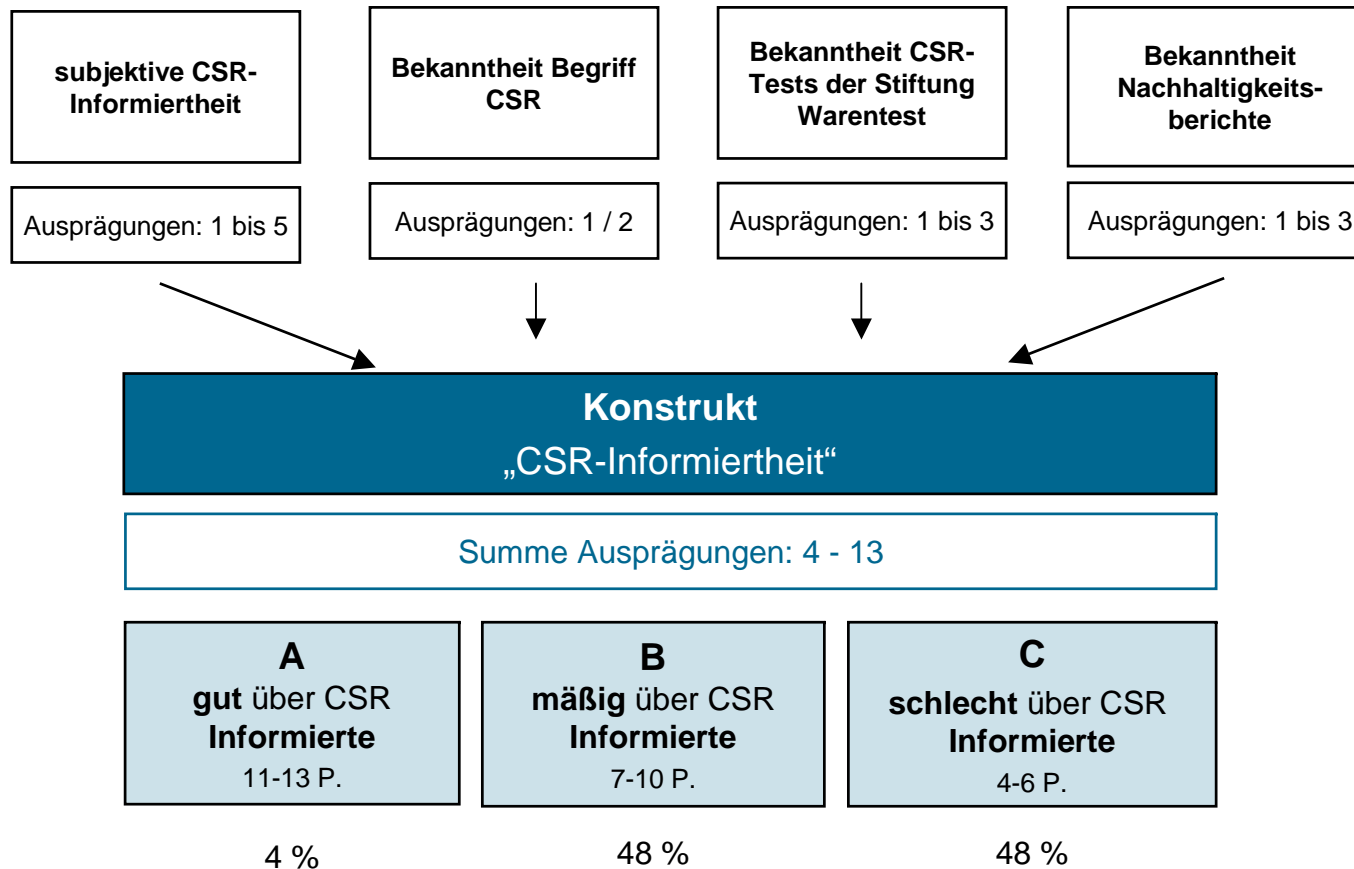 subjektive CSR-
Informiertheit
Bekanntheit Begriff
CSR
Bekanntheit CSR-
Tests der Stiftung
Warentest
Bekanntheit
Nachhaltigkeits-
berichte
Ausprägungen: 1 bis 5
Ausprägungen: 1 / 2
Ausprägungen: 1 bis 3
Ausprägungen: 1 bis 3
Konstrukt
„CSR-Informiertheit“
Summe Ausprägungen: 4 - 13
A
gut über CSR
Informierte
11-13 P.
B
mäßig über CSR
Informierte
7-10 P.
C
schlecht über CSR
Informierte
4-6 P.
4 %
48 %
48 %